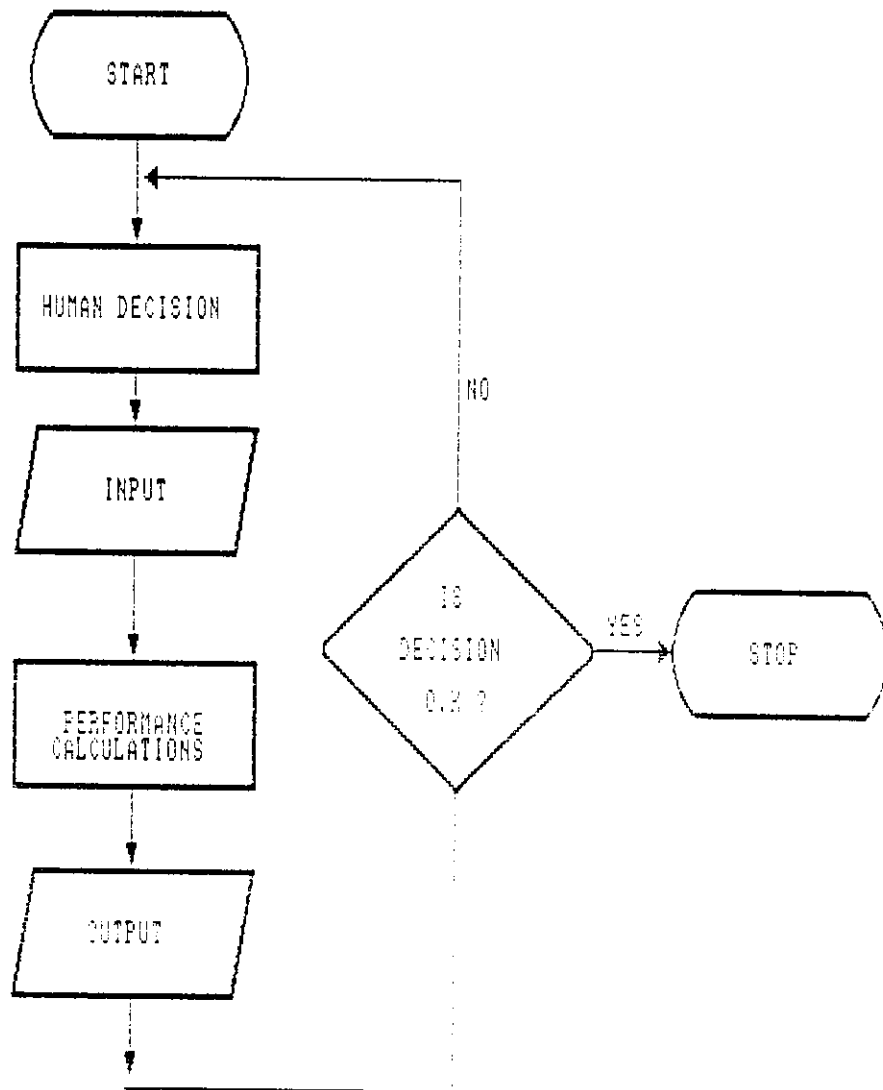 START
HUMAN DECISION
INPUT
PERFORMANCE
CALCULATIONS
OUTPUT
IS
DECISION
O.K ?
NO
YES
STOP